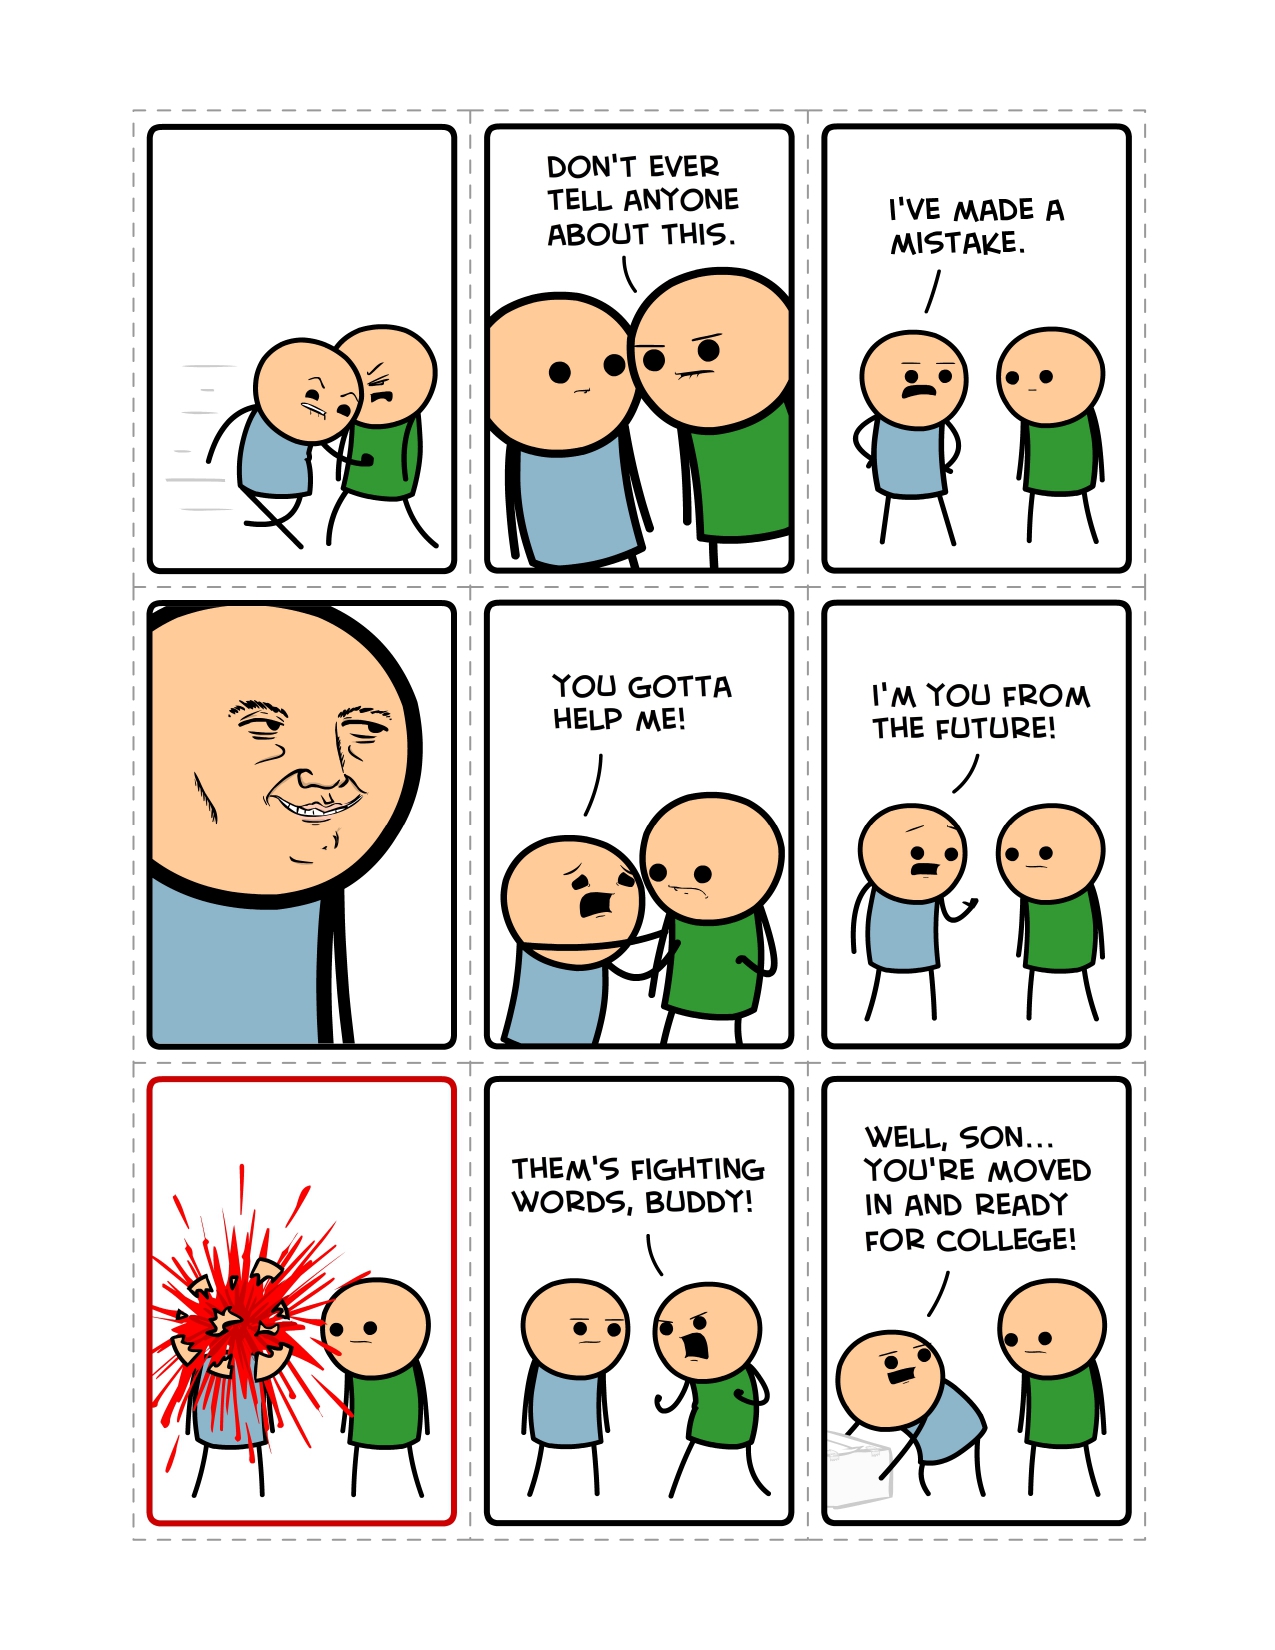 DON'T EVER
TELL ANYONE
ABOUT THIS.
I'VE MADE A
MISTAKE.
YOU GOTTA
HELP ME!
I'M YOU FROM
THE FUTURE!
THEM'S FIGHTING
WORDS, BUDDY!
WELL, SON...
YOU'RE MOVED
IN AND READY
FOR COLLEGE!